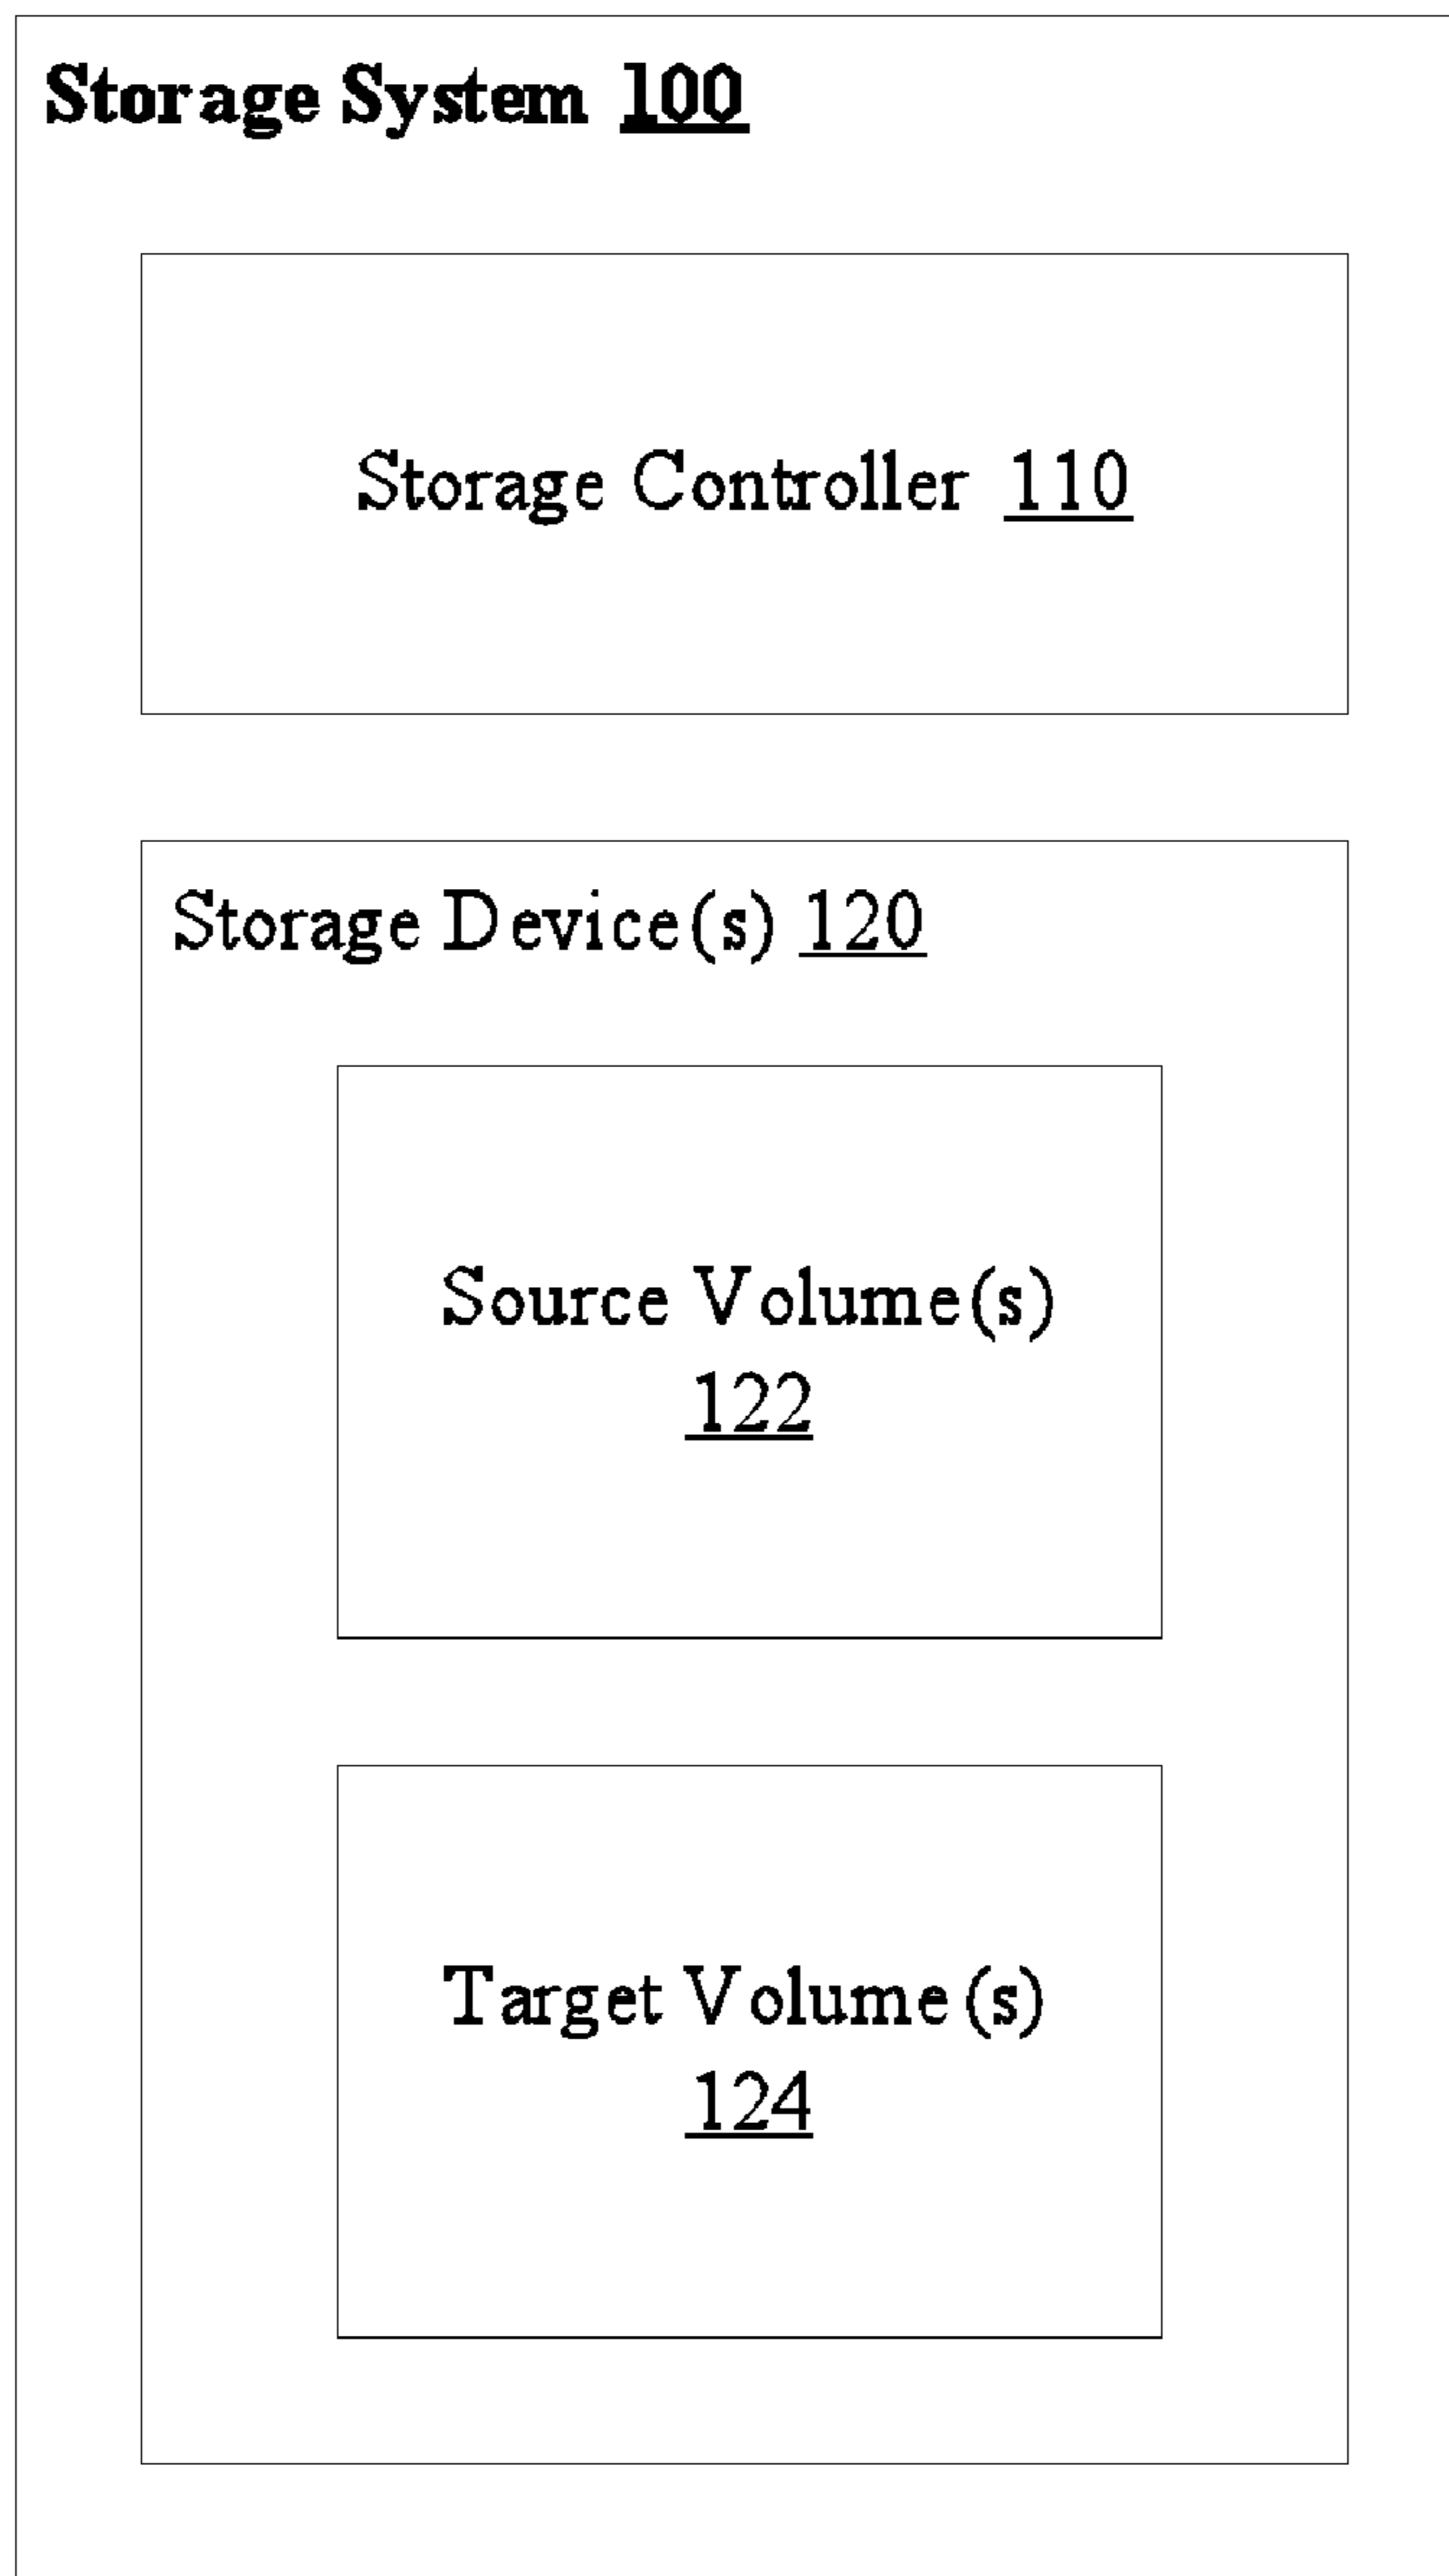 Storage System 100
Storage Controller 110
Storage Device(s) 120
Source Volume(s)
122
Target Volume(s)
124